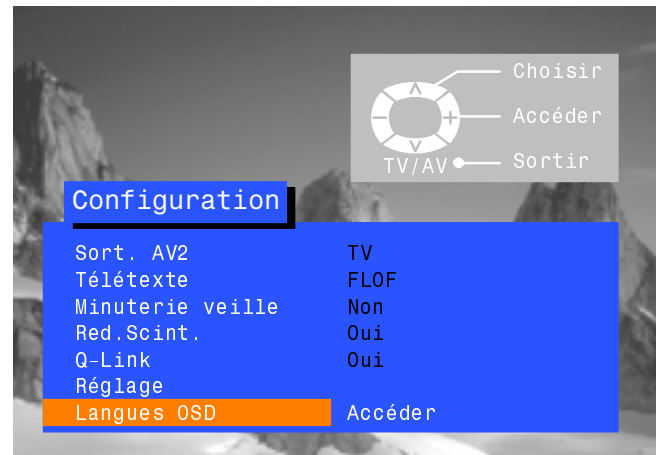 Choisir
Accéder
TV/AV Sortir
Configuration
Sort. AV2 TV
Télétexte FLOF
Minuterie veille Non
Red.Scint. Oui
Q-Link Oui
Réglage
Langues OSD Accéder